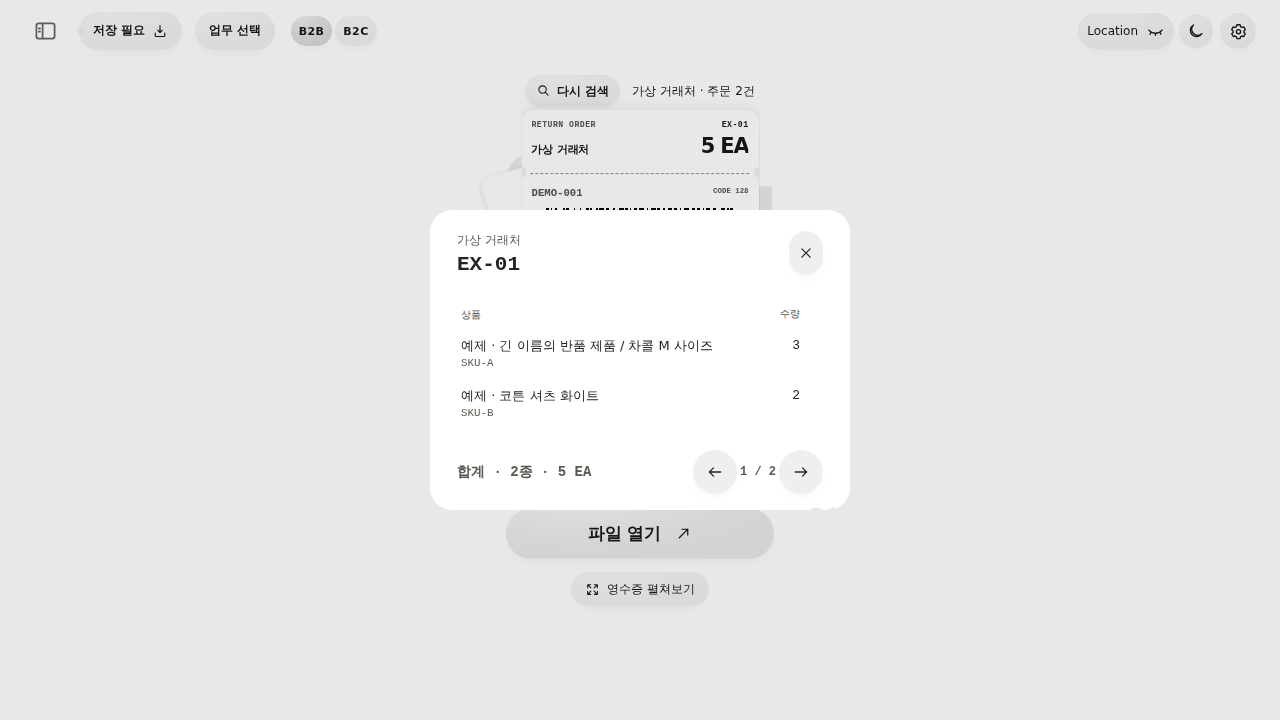 저장 필요
업무 선택
B2B B2C
Location
다시 검색
가상 거래처 · 주문 2건
RETURN ORDER
EX-01
가상 거래처
5 EA
DEMO-001
CODE 128
가상 거래처
EX-01
상품
수량
예제 · 긴 이름의 반품 제품 / 차콜 M 사이즈
3
SKU-A
예제 · 코튼 셔츠 화이트
2
SKU-B
합계 · 2종 · 5 EA
1 / 2
파일 열기
영수증 펼쳐보기